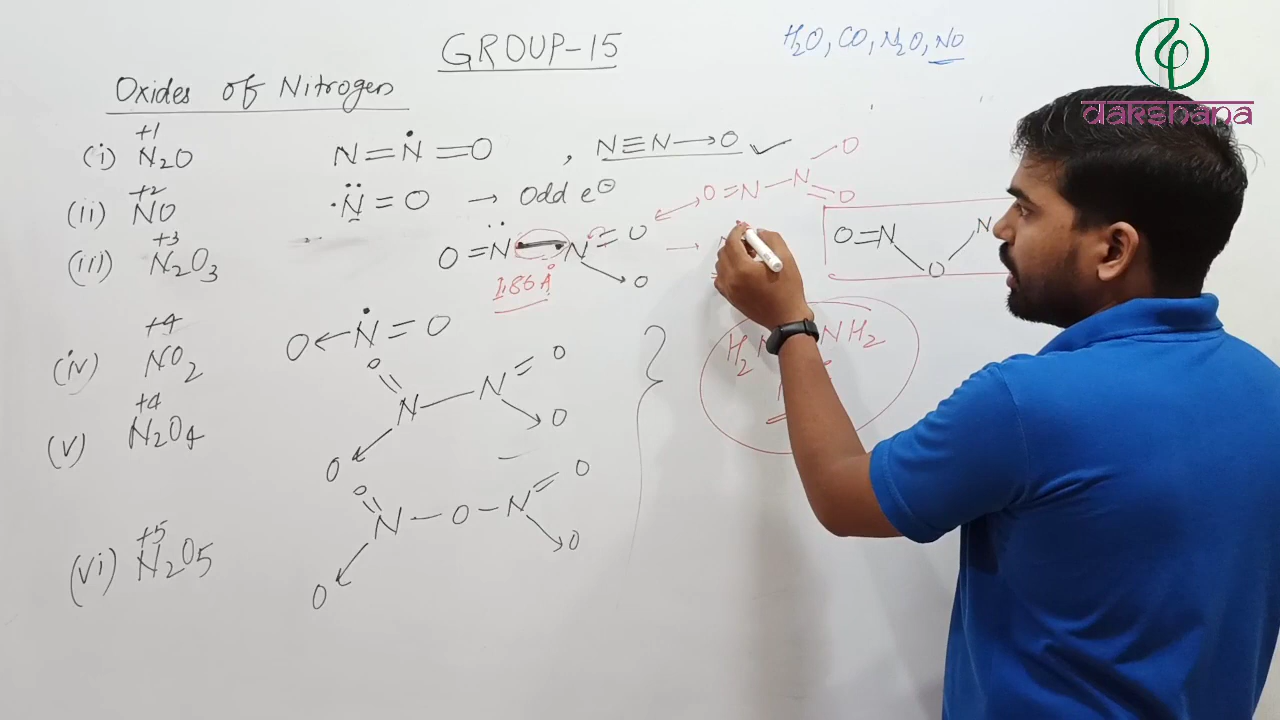 GROUP-15
H₂O, CO, N₂O, NO
dakshana
Oxides of Nitrogen
(i) +1 N₂O N=N=O , N≡N→O ✓
(ii) +2 NO N=O → Odd e⊖
O=N-N→O =O
(iii) +3 N₂O₃ O=N-N=O →O
O=N O N
1.86 Å
(iv) +4 NO₂ O←N=O
H₂N NH₂
(v) +4 N₂O₄ O=N-N=O O O
(vi) +5 N₂O₅ O=N-O-N=O O O